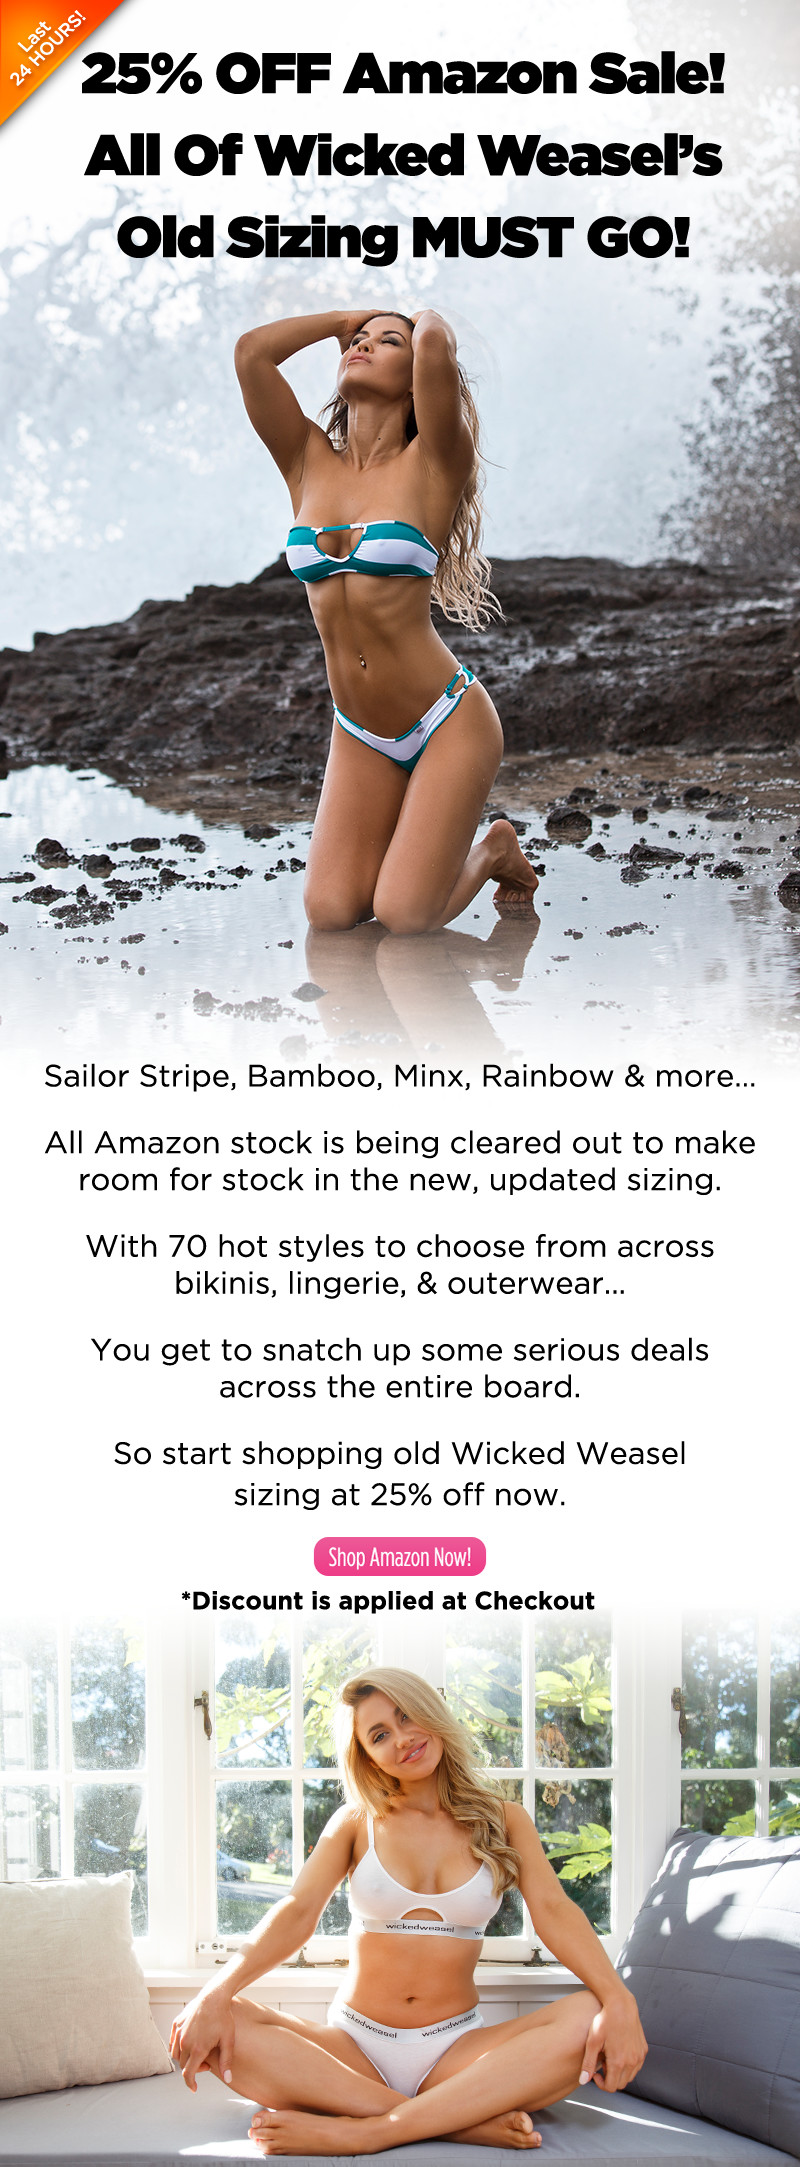 Last
24 HOURS!
25% OFF Amazon Sale!
All Of Wicked Weasel's
Old Sizing MUST GO!
Sailor Stripe, Bamboo, Minx, Rainbow & more...
All Amazon stock is being cleared out to make
room for stock in the new, updated sizing.
With 70 hot styles to choose from across
bikinis, lingerie, & outerwear...
You get to snatch up some serious deals
across the entire board.
So start shopping old Wicked Weasel
sizing at 25% off now.
Shop Amazon Now!
*Discount is applied at Checkout
wickedweasel
wickedweasel wickedweasel